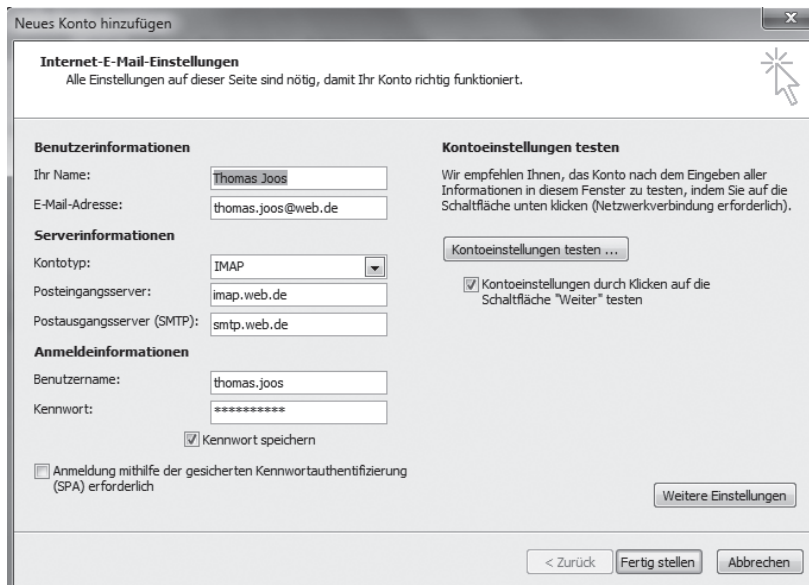 Neues Konto hinzufügen
Internet-E-Mail-Einstellungen
Alle Einstellungen auf dieser Seite sind nötig, damit Ihr Konto richtig funktioniert.
Benutzerinformationen
Ihr Name:
Thomas Joos
E-Mail-Adresse:
thomas.joos@web.de
Serverinformationen
Kontotyp:
IMAP
Posteingangsserver:
imap.web.de
Postausgangsserver (SMTP):
smtp.web.de
Anmeldeinformationen
Benutzername:
thomas.joos
Kennwort:
**********
Kennwort speichern
Anmeldung mithilfe der gesicherten Kennwortauthentifizierung
(SPA) erforderlich
Kontoeinstellungen testen
Wir empfehlen Ihnen, das Konto nach dem Eingeben aller
Informationen in diesem Fenster zu testen, indem Sie auf die
Schaltfläche unten klicken (Netzwerkverbindung erforderlich).
Kontoeinstellungen testen ...
Kontoeinstellungen durch Klicken auf die
Schaltfläche "Weiter" testen
Weitere Einstellungen
< Zurück
Fertig stellen
Abbrechen